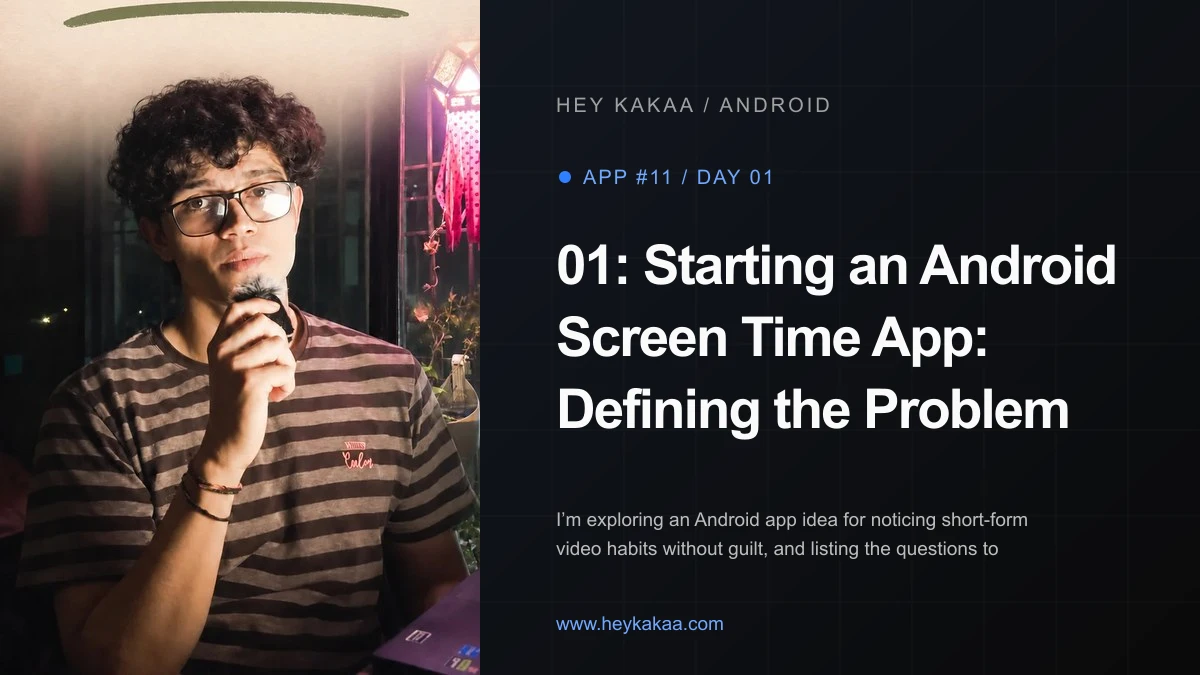 HEY KAKAA / ANDROID
APP #11 / DAY 01
01: Starting an Android
Screen Time App:
Defining the Problem
I’m exploring an Android app idea for noticing short-form
video habits without guilt, and listing the questions to
www.heykakaa.com